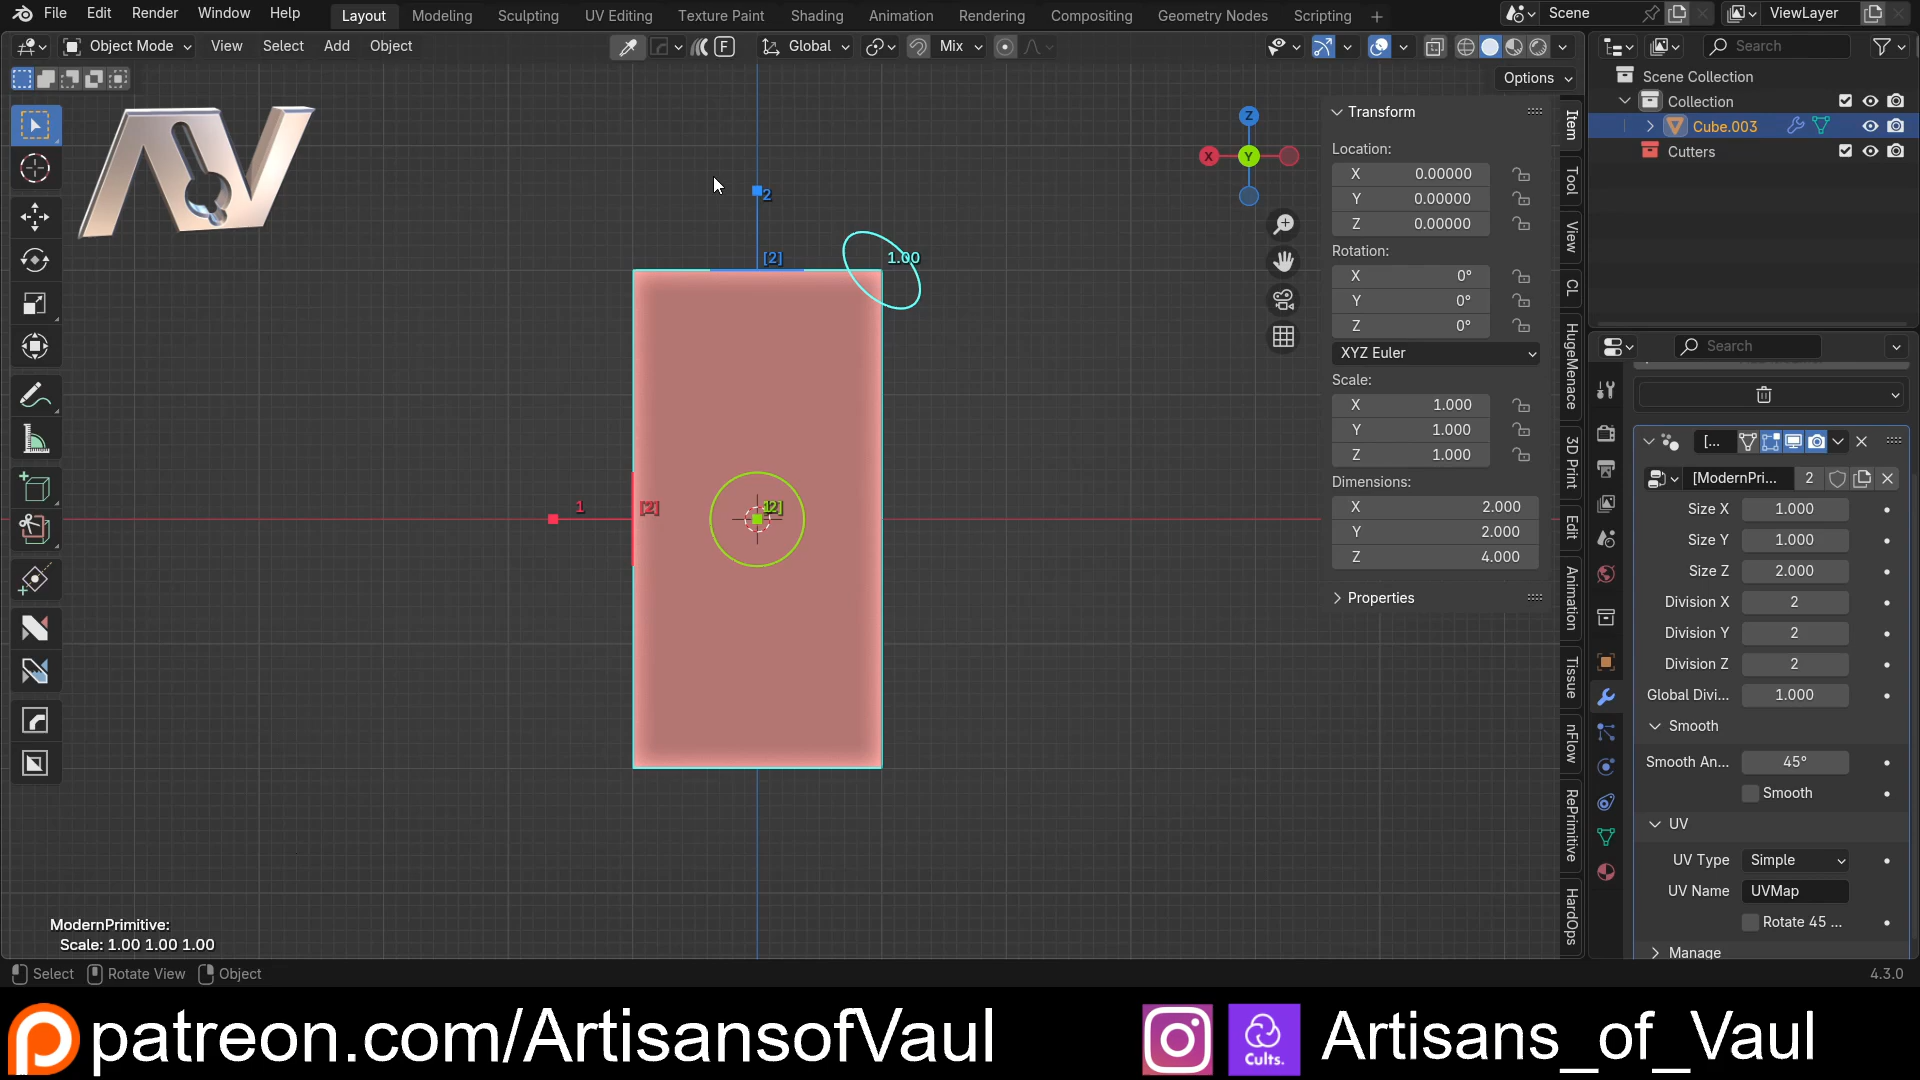 File Edit Render Window Help Layout Modeling Sculpting UV Editing Texture Paint Shading Animation Rendering Compositing Geometry Nodes Scripting Scene ViewLayer
Object Mode View Select Add Object F Global Mix Search
Options
Scene Collection
Collection
Cube.003
Cutters
AV
Z
X Y
2
[2]
1.00
1 [2]
Transform
Location:
X 0.00000
Y 0.00000
Z 0.00000
Rotation:
X 0°
Y 0°
Z 0°
XYZ Euler
Scale:
X 1.000
Y 1.000
Z 1.000
Dimensions:
X 2.000
Y 2.000
Z 4.000
Properties
Item
Tool
View
CL
HugeMenace
3D Print
Edit
Animation
Tissue
nFlow
RePrimitive
HardOps
Search
[...
[ModernPri... 2
Size X 1.000
Size Y 1.000
Size Z 2.000
Division X 2
Division Y 2
Division Z 2
Global Divi... 1.000
Smooth
Smooth An... 45°
Smooth
UV
UV Type Simple
UV Name UVMap
Rotate 45 ...
Manage
ModernPrimitive:
Scale: 1.00 1.00 1.00
Select Rotate View Object 4.3.0
patreon.com/ArtisansofVaul
Cults.
Artisans_of_Vaul